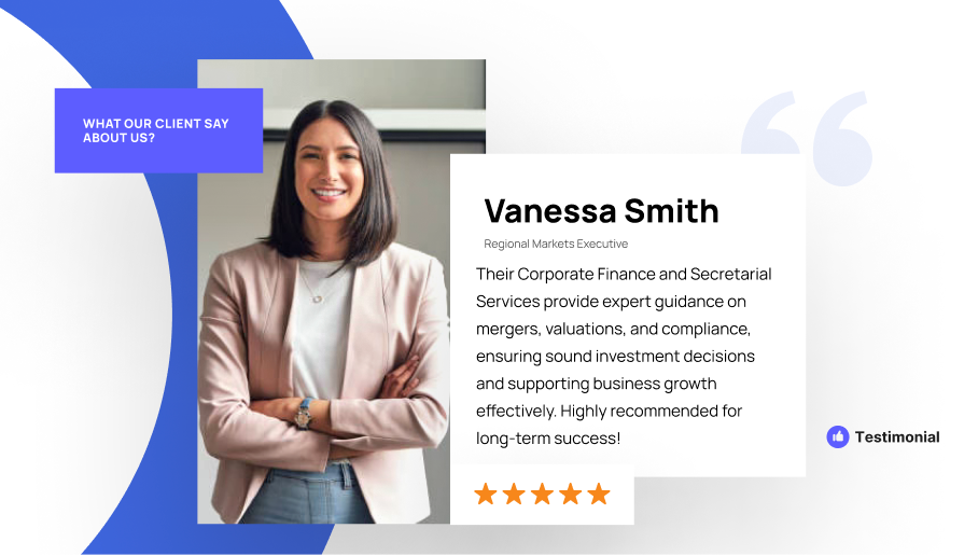 WHAT OUR CLIENT SAY
ABOUT US?
Vanessa Smith
Regional Markets Executive
Their Corporate Finance and Secretarial
Services provide expert guidance on
mergers, valuations, and compliance,
ensuring sound investment decisions
and supporting business growth
effectively. Highly recommended for
long-term success!
Testimonial